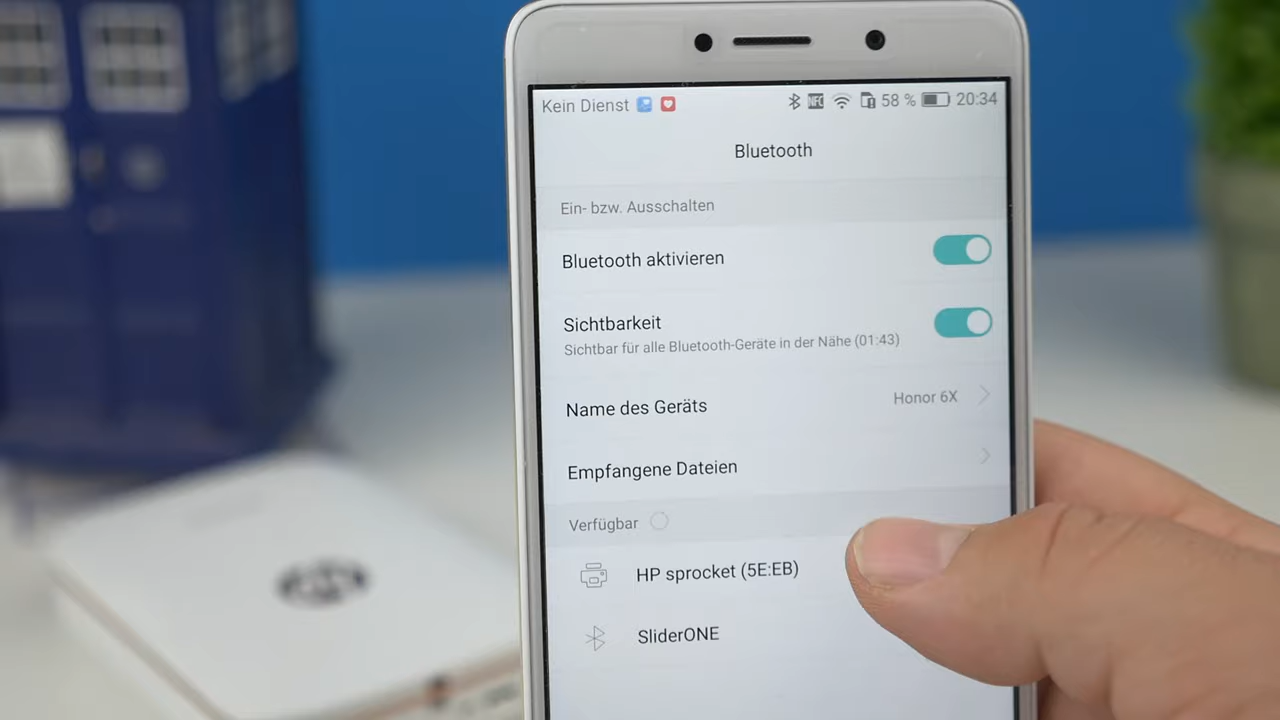 Kein Dienst NFC 58 % 20:34
Bluetooth
Ein- bzw. Ausschalten
Bluetooth aktivieren
Sichtbarkeit
Sichtbar für alle Bluetooth-Geräte in der Nähe (01:43)
Name des Geräts Honor 6X
Empfangene Dateien
Verfügbar
HP sprocket (5E:EB)
SliderONE